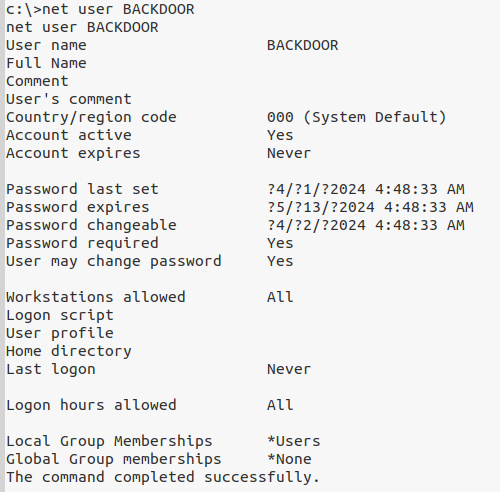 c:\>net user BACKDOOR
net user BACKDOOR
User name                    BACKDOOR
Full Name
Comment
User's comment
Country/region code          000 (System Default)
Account active               Yes
Account expires              Never

Password last set            ?4/?1/?2024 4:48:33 AM
Password expires             ?5/?13/?2024 4:48:33 AM
Password changeable          ?4/?2/?2024 4:48:33 AM
Password required            Yes
User may change password     Yes

Workstations allowed         All
Logon script
User profile
Home directory
Last logon                   Never

Logon hours allowed          All

Local Group Memberships      *Users
Global Group memberships     *None
The command completed successfully.